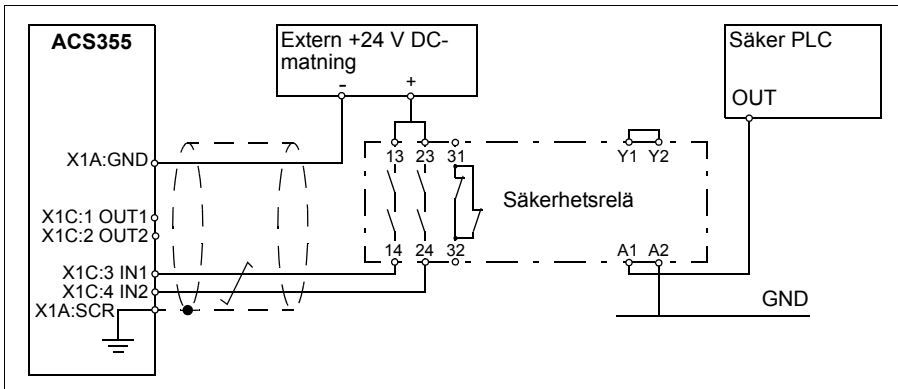 ACS355
Extern +24 V DC-
matning
- +
Säker PLC
OUT
X1A:GND
13 23 31
Y1 Y2
X1C:1 OUT1
X1C:2 OUT2
Säkerhetsrelä
14 24 32
A1 A2
X1C:3 IN1
X1C:4 IN2
X1A:SCR
GND